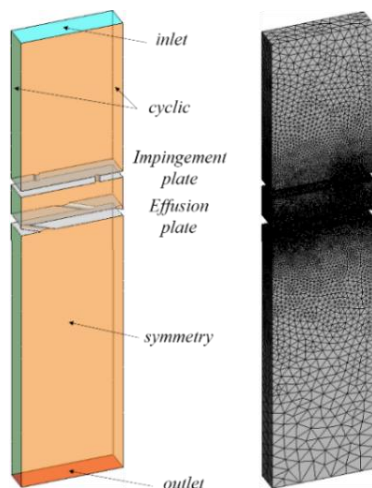 inlet
cyclic
Impingement
plate
Effusion
plate
symmetry
outlet